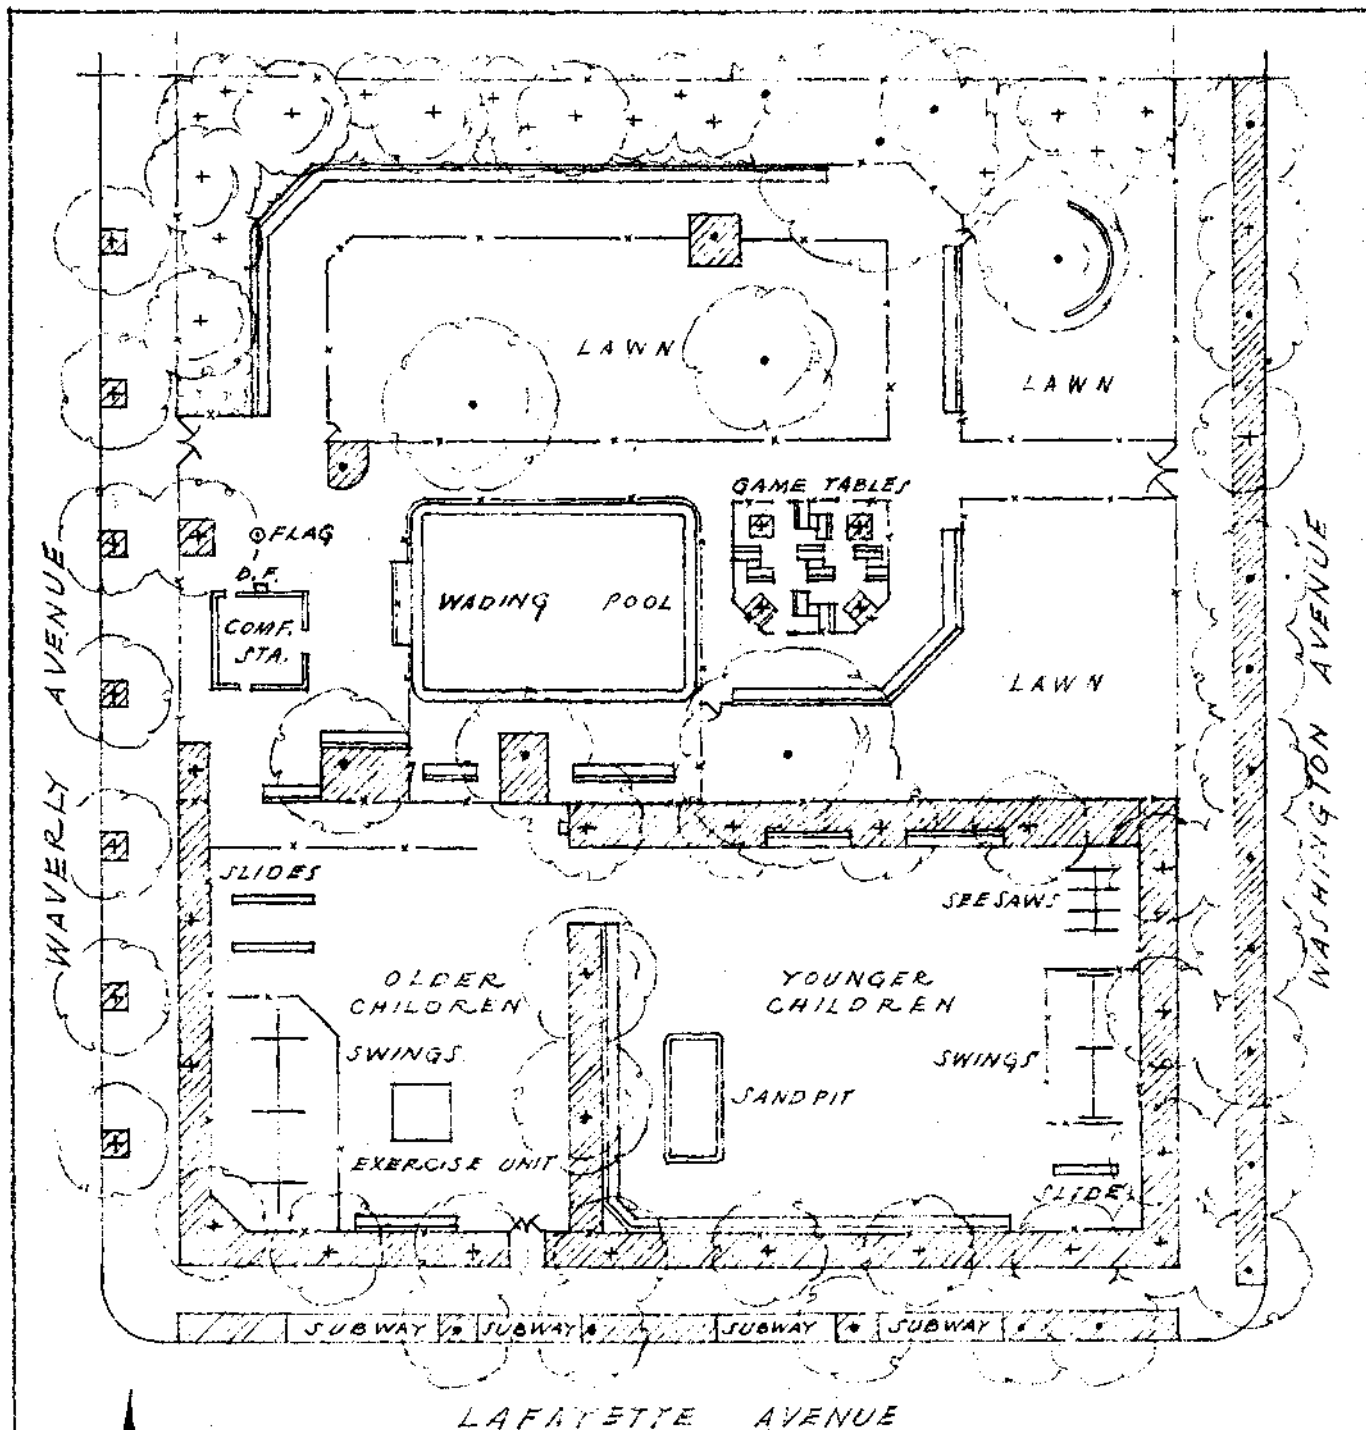 LAWN
LAWN
GAME TABLES
FLAG
D.F.
COMF.
STA.
WADING POOL
LAWN
WAVERLY AVENUE
WASHINGTON AVENUE
SLIDES
SEESAWS
OLDER
CHILDREN
YOUNGER
CHILDREN
SWINGS
SWINGS
SANDPIT
EXERCISE UNIT
SLIDE
SUBWAY SUBWAY SUBWAY SUBWAY
LAFAYETTE AVENUE